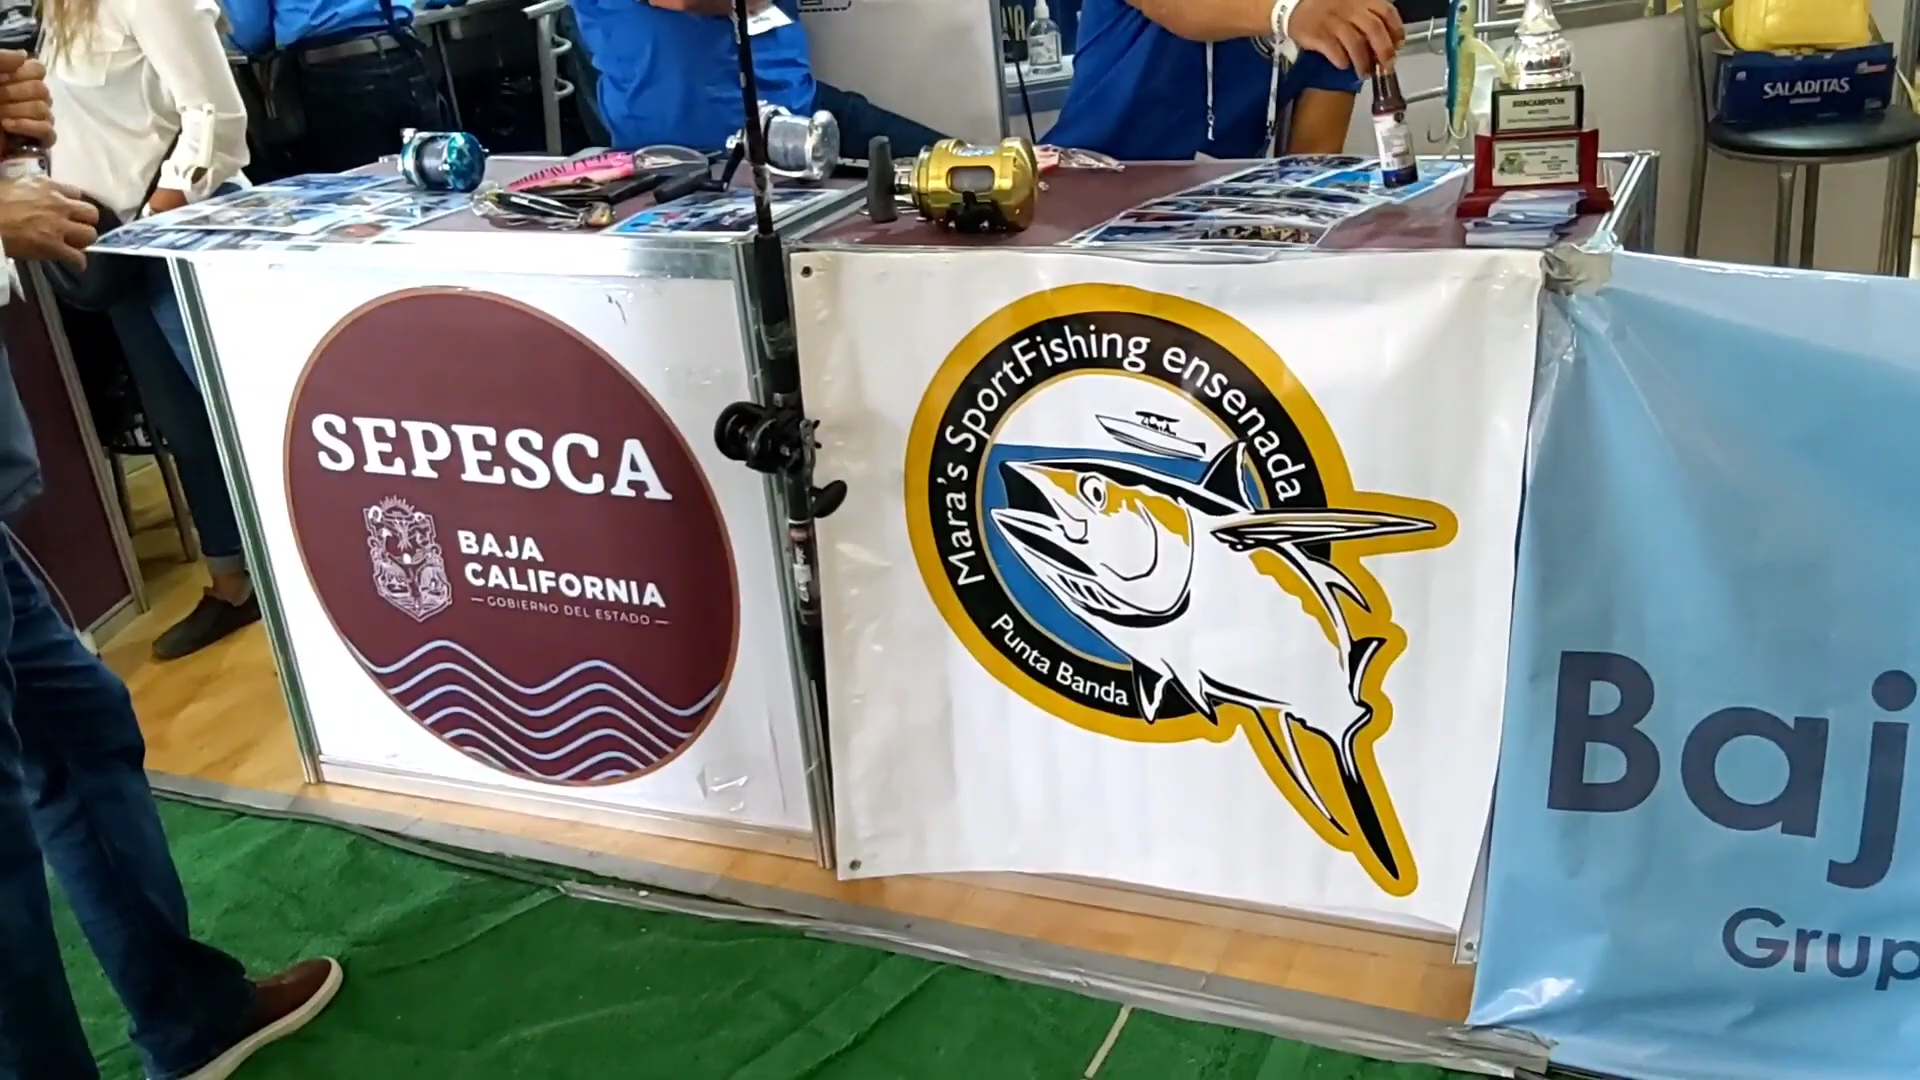 SALADITAS
SEPESCA
BAJA
CALIFORNIA
GOBIERNO DEL ESTADO
Mara's SportFishing ensenada
Punta Banda
Baj
Grup